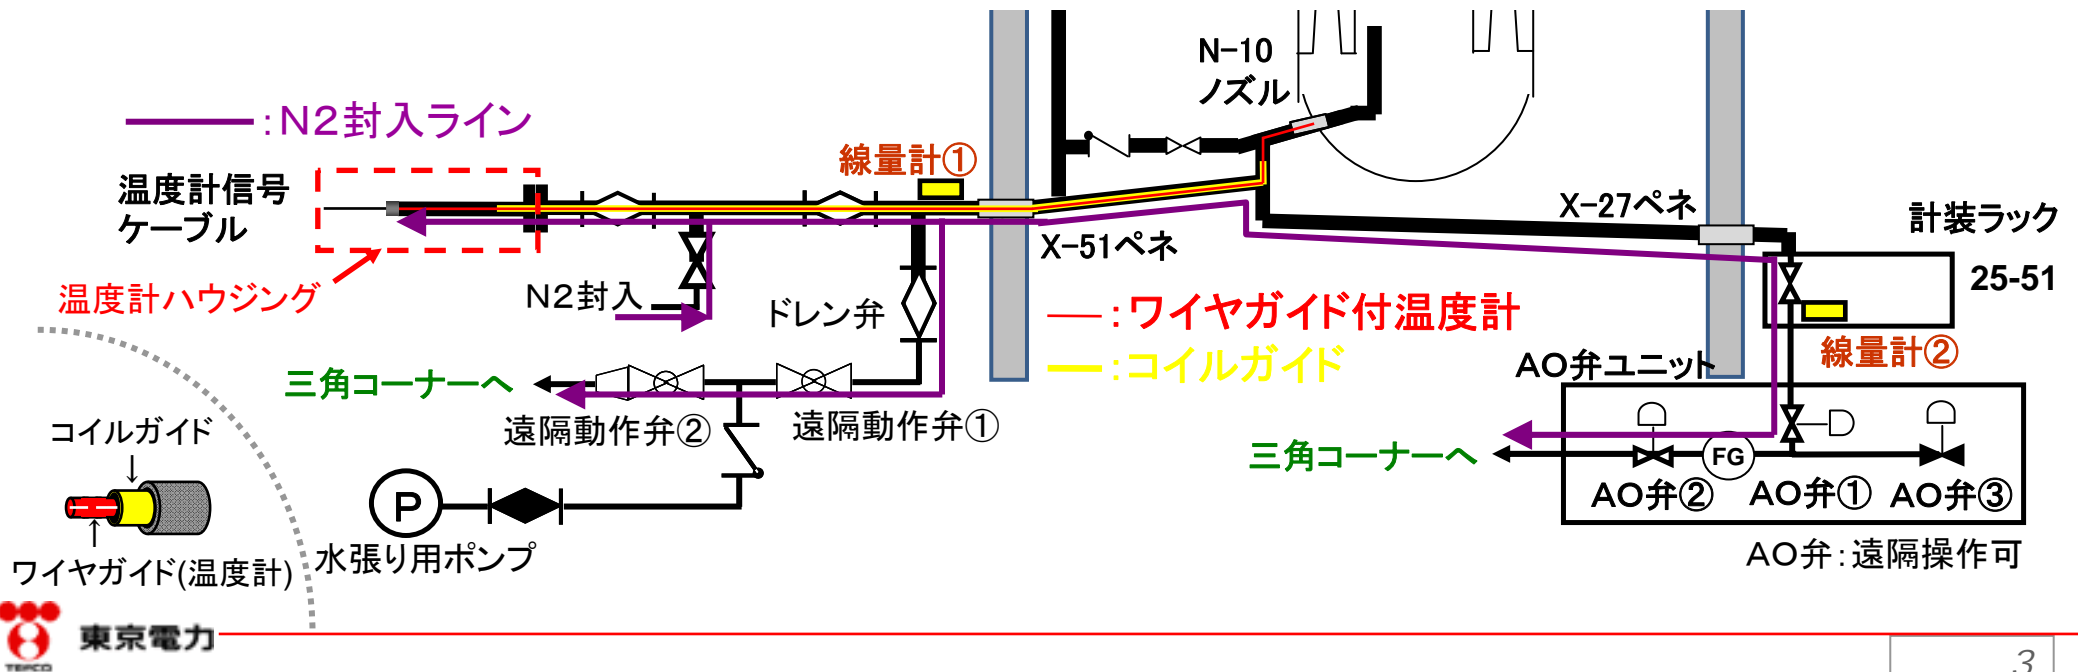 N-10
ノズル
：N2封入ライン
線量計①
温度計信号
ケーブル
X-27ペネ
計装ラック
25-51
X-51ペネ
温度計ハウジング
N2封入
ドレン弁
：ワイヤガイド付温度計
：コイルガイド
線量計②
AO弁ユニット
三角コーナーへ
遠隔動作弁②
遠隔動作弁①
コイルガイド
三角コーナーへ
FG
AO弁②
AO弁①
AO弁③
P
水張り用ポンプ
ワイヤガイド(温度計)
AO弁：遠隔操作可
東京電力
TEPCO
3